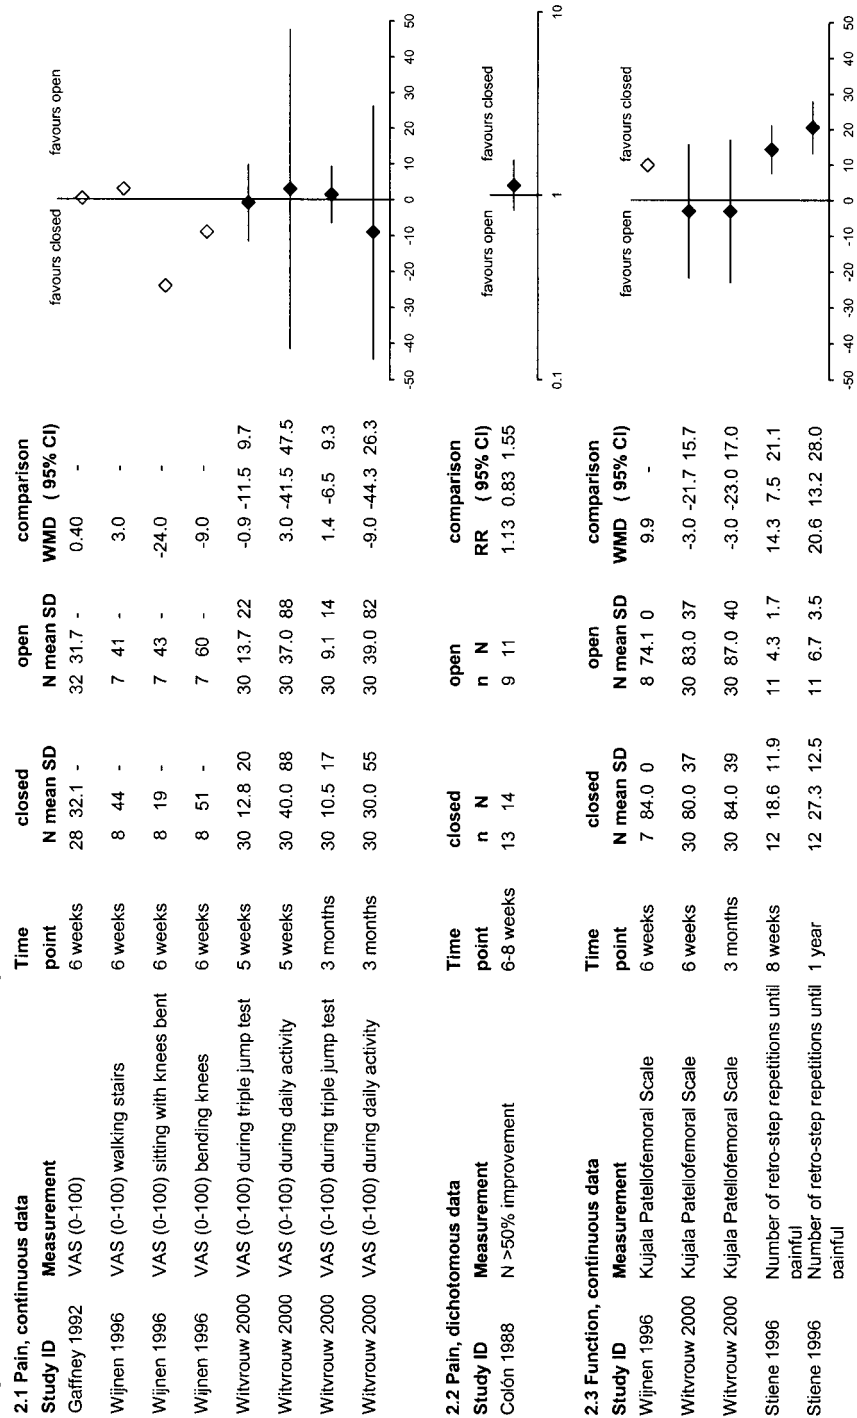 2.1 Pain, continuous data
Time closed open comparison
Study ID Measurement point N mean SD N mean SD WMD ( 95% CI) favours closed favours open
Gaffney 1992 VAS (0-100) 6 weeks 28 32.1 - 32 31.7 - 0.40 -
Wijnen 1996 VAS (0-100) walking stairs 6 weeks 8 44 - 7 41 - 3.0 -
Wijnen 1996 VAS (0-100) sitting with knees bent 6 weeks 8 19 - 7 43 - -24.0 -
Wijnen 1996 VAS (0-100) bending knees 6 weeks 8 51 - 7 60 - -9.0 -
Witvrouw 2000 VAS (0-100) during triple jump test 5 weeks 30 12.8 20 30 13.7 22 -0.9 -11.5 9.7
Witvrouw 2000 VAS (0-100) during daily activity 5 weeks 30 40.0 88 30 37.0 88 3.0 -41.5 47.5
Witvrouw 2000 VAS (0-100) during triple jump test 3 months 30 10.5 17 30 9.1 14 1.4 -6.5 9.3
Witvrouw 2000 VAS (0-100) during daily activity 3 months 30 30.0 55 30 39.0 82 -9.0 -44.3 26.3
-50 -40 -30 -20 -10 0 10 20 30 40 50
2.2 Pain, dichotomous data
Time closed open comparison
Study ID Measurement point n N n N RR ( 95% CI) favours open favours closed
Colón 1988 N >50% improvement 6-8 weeks 13 14 9 11 1.13 0.83 1.55
0.1 1 10
2.3 Function, continuous data
Time closed open comparison
Study ID Measurement point N mean SD N mean SD WMD ( 95% CI) favours open favours closed
Wijnen 1996 Kujala Patellofemoral Scale 6 weeks 7 84.0 0 8 74.1 0 9.9 -
Witvrouw 2000 Kujala Patellofemoral Scale 6 weeks 30 80.0 37 30 83.0 37 -3.0 -21.7 15.7
Witvrouw 2000 Kujala Patellofemoral Scale 3 months 30 84.0 39 30 87.0 40 -3.0 -23.0 17.0
Stiene 1996 Number of retro-step repetitions until 8 weeks 12 18.6 11.9 11 4.3 1.7 14.3 7.5 21.1
painful
Stiene 1996 Number of retro-step repetitions until 1 year 12 27.3 12.5 11 6.7 3.5 20.6 13.2 28.0
painful
-50 -40 -30 -20 -10 0 10 20 30 40 50